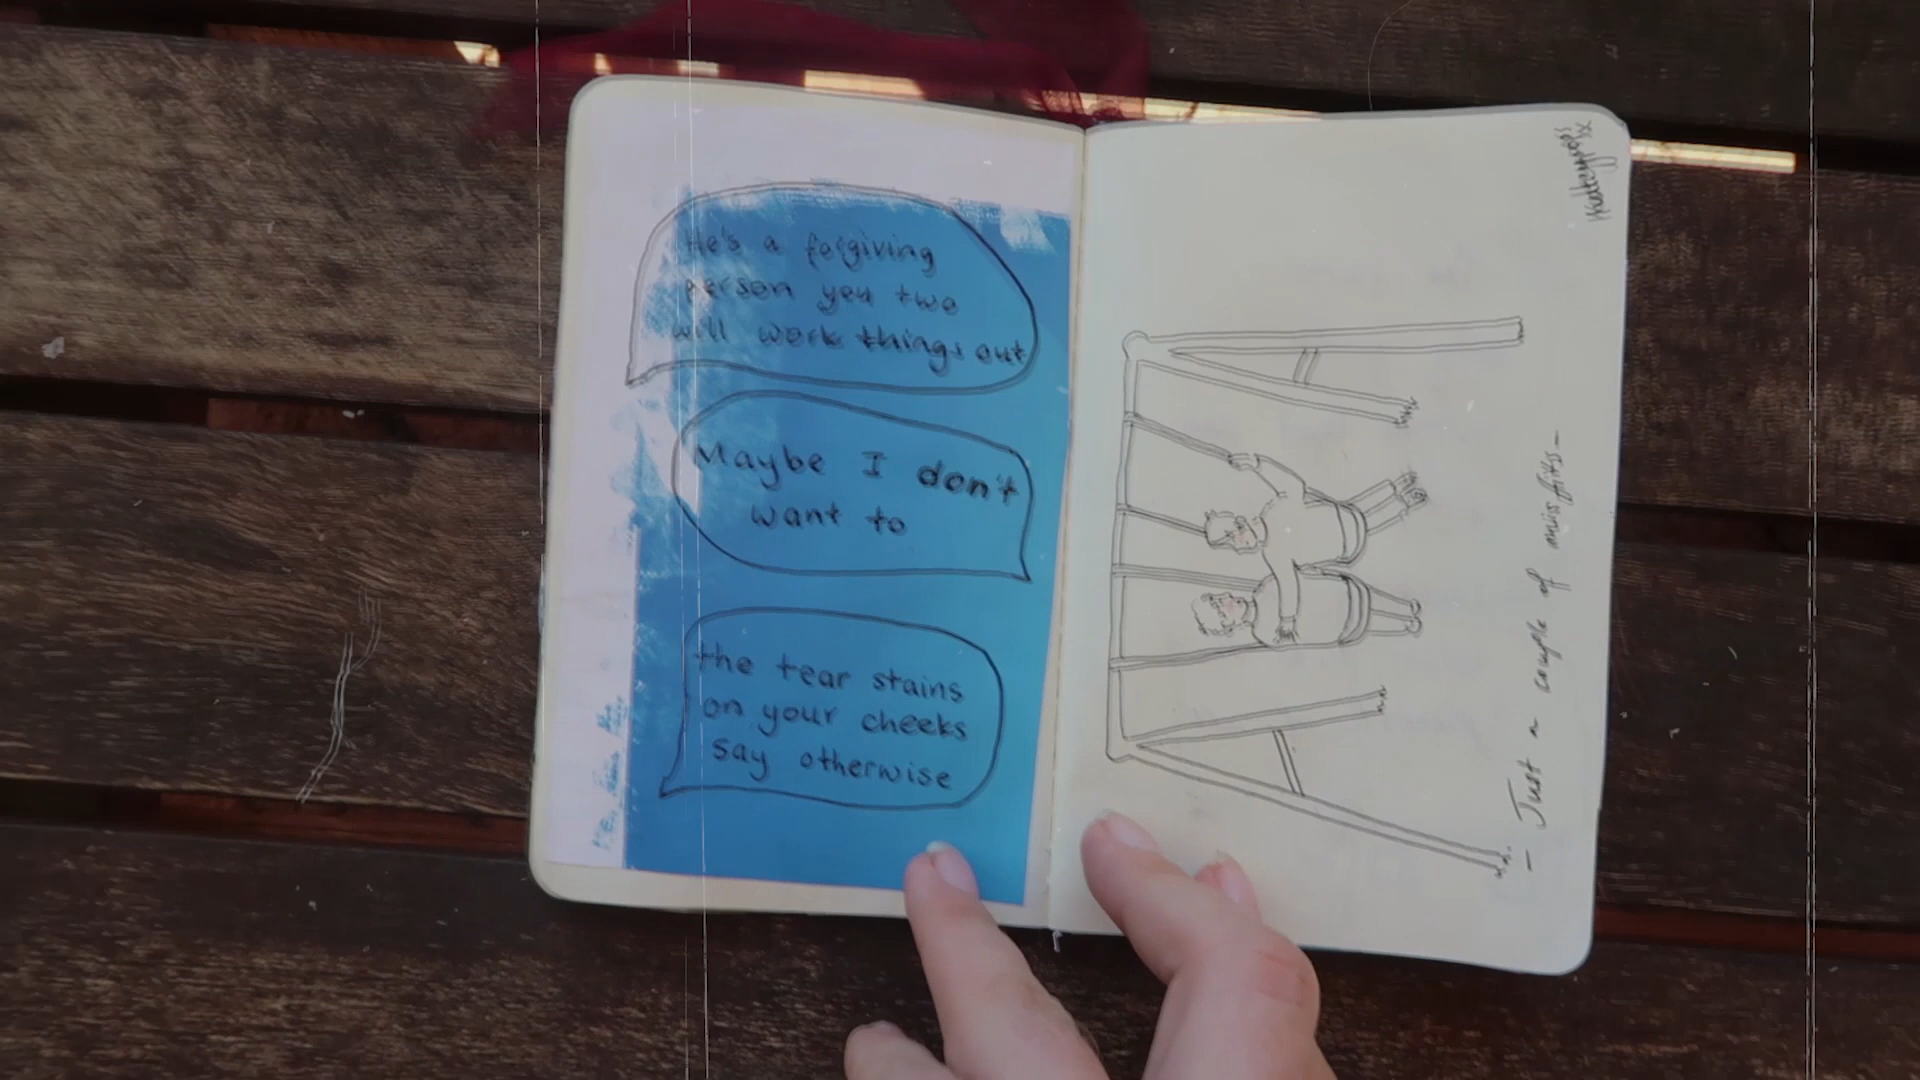 He's a forgiving
person you two
will work things out
Maybe I don't
want to
the tear stains
on your cheeks
say otherwise
- Just a couple of missfits -